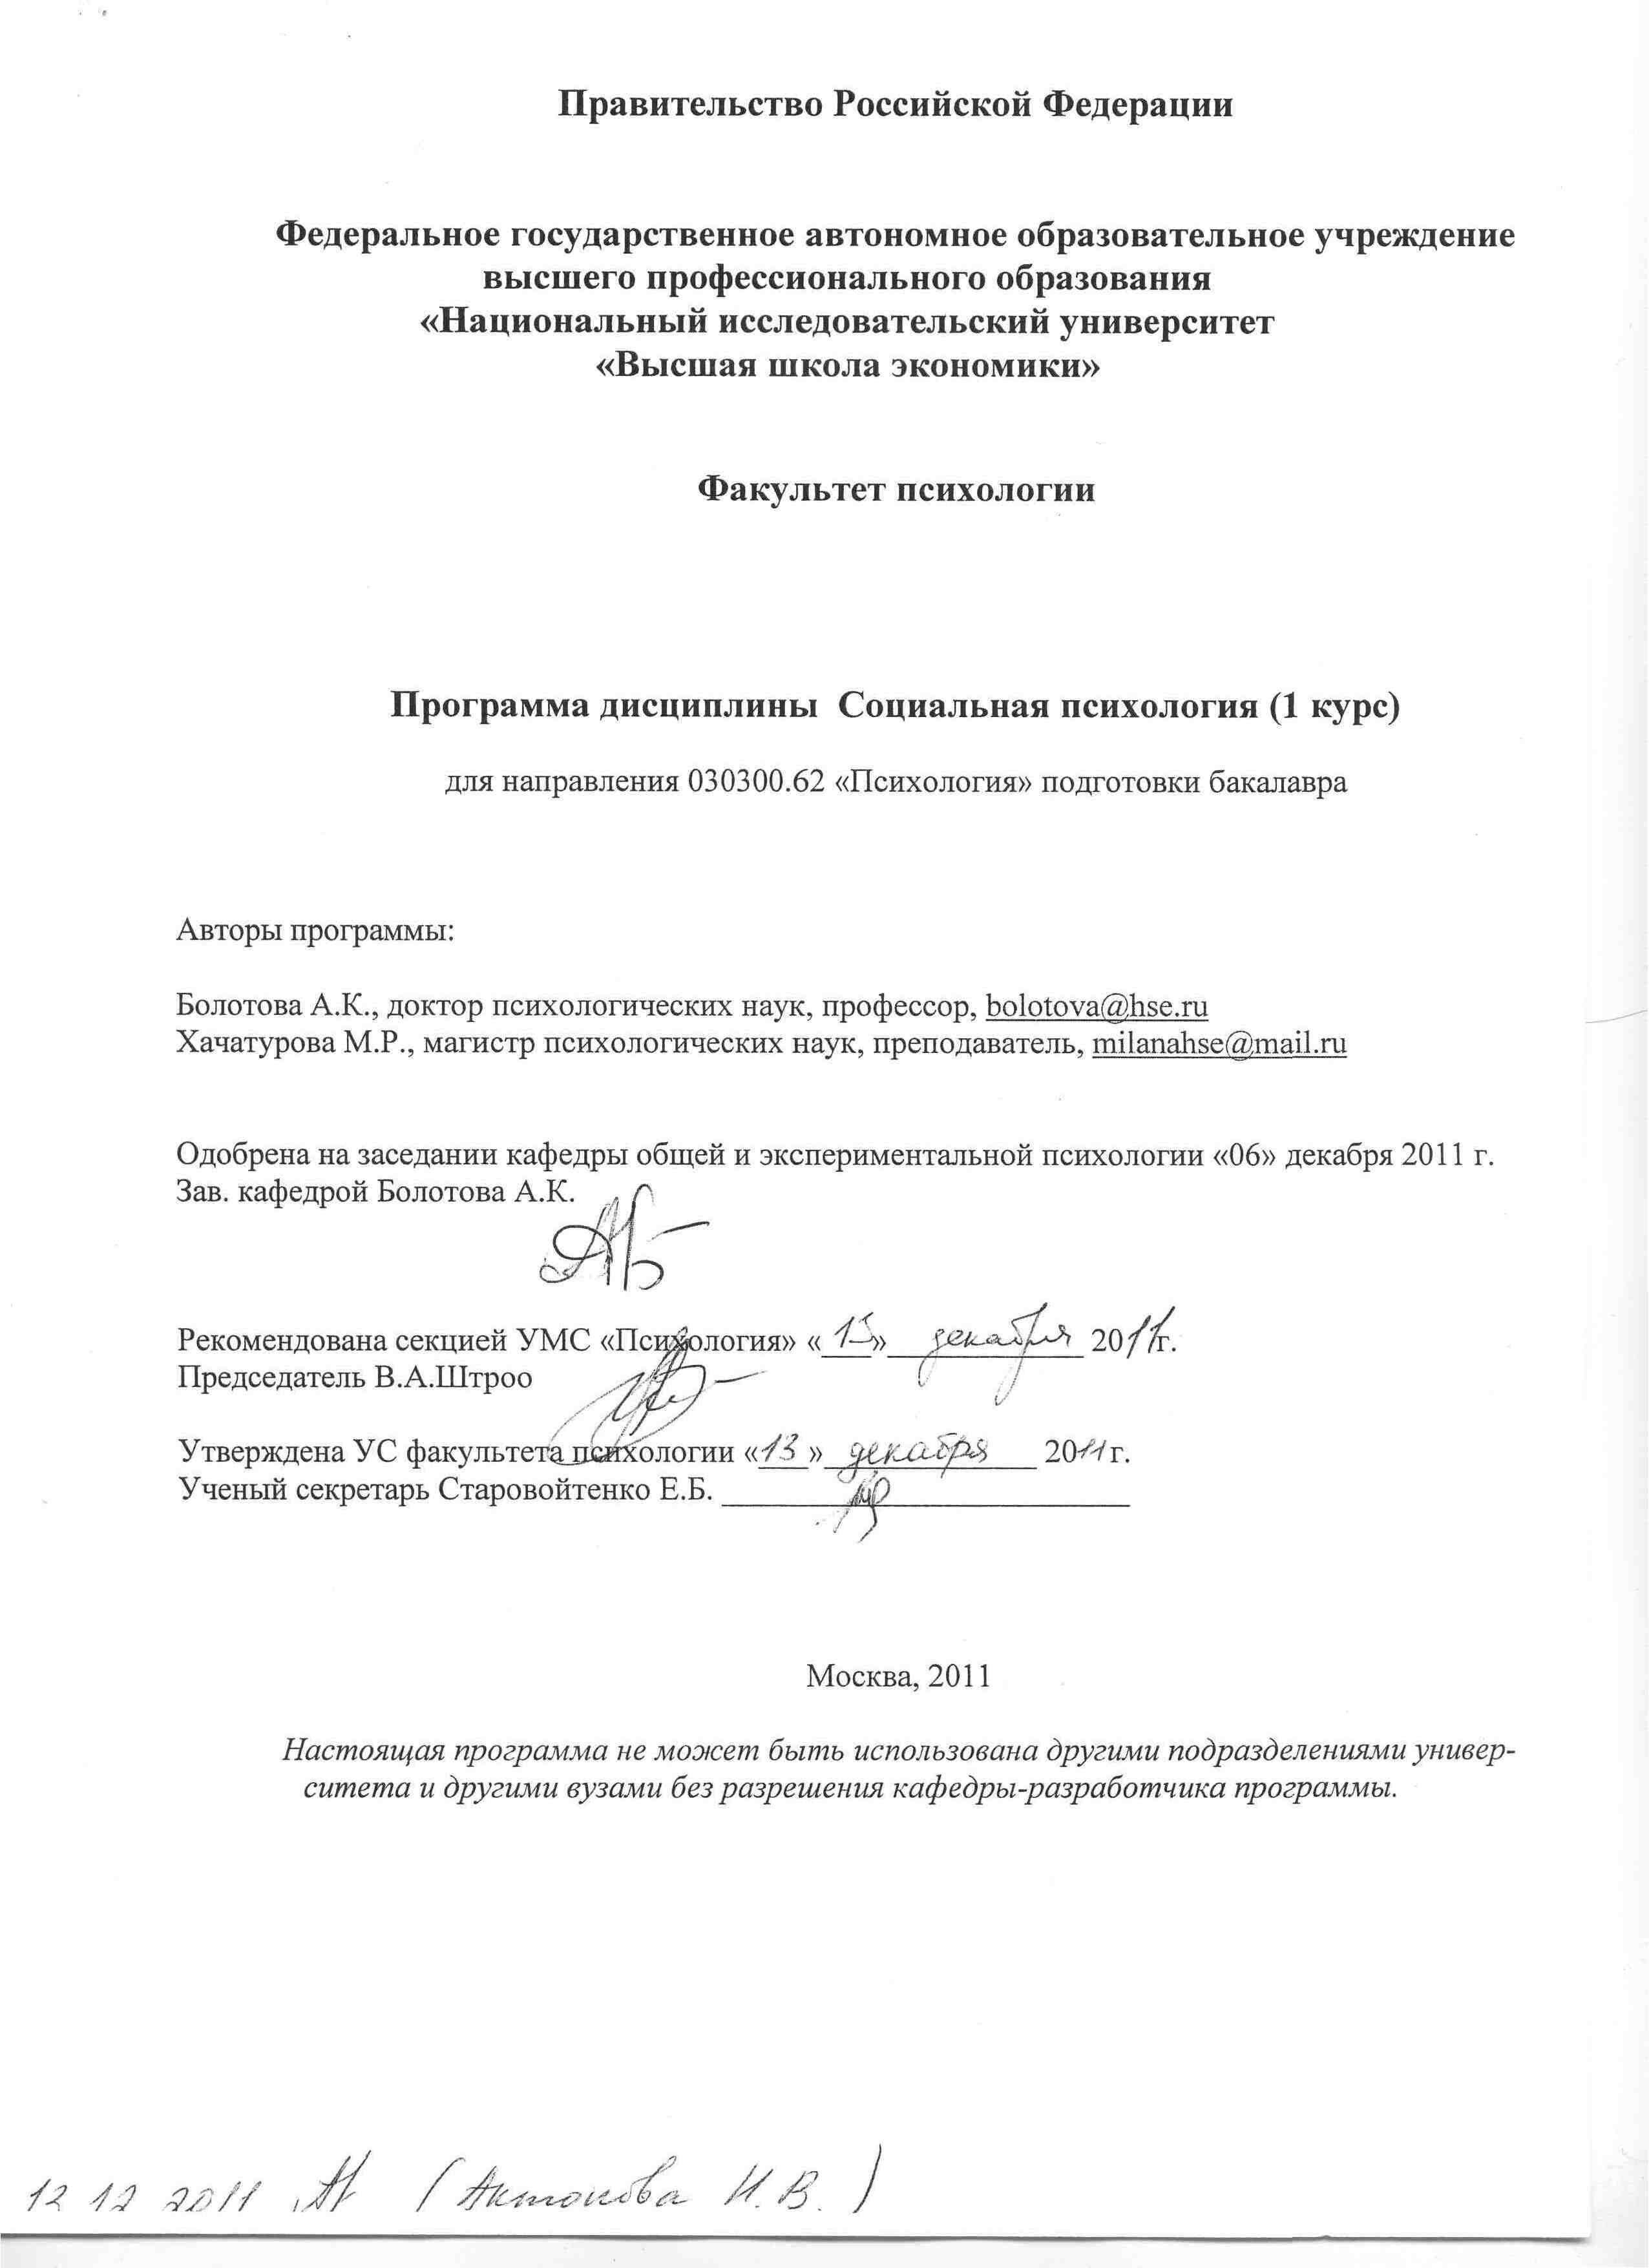 Правительство Российской Федерации
Федеральное государственное автономное образовательное учреждение
высшего профессионального образования
«Национальный исследовательский университет
«Высшая школа экономики»
Факультет психологии
Программа дисциплины Социальная психология (1 курс)
для направления 030300.62 «Психология» подготовки бакалавра
Авторы программы:
Болотова А.К., доктор психологических наук, профессор, bolotova@hse.ru
Хачатурова М.Р., магистр психологических наук, преподаватель, milanahse@mail.ru
Одобрена на заседании кафедры общей и экспериментальной психологии «06» декабря 2011 г.
Зав. кафедрой Болотова А.К.
Рекомендована секцией УМС «Психология» « » декабря 2011г.
Председатель В.А.Штроо
Утверждена УС факультета психологии «13» декабря 2011 г.
Ученый секретарь Старовойтенко Е.Б.
Москва, 2011
Настоящая программа не может быть использована другими подразделениями универ-
ситета и другими вузами без разрешения кафедры-разработчика программы.
12 12 2011 (Антонова Н.В.)